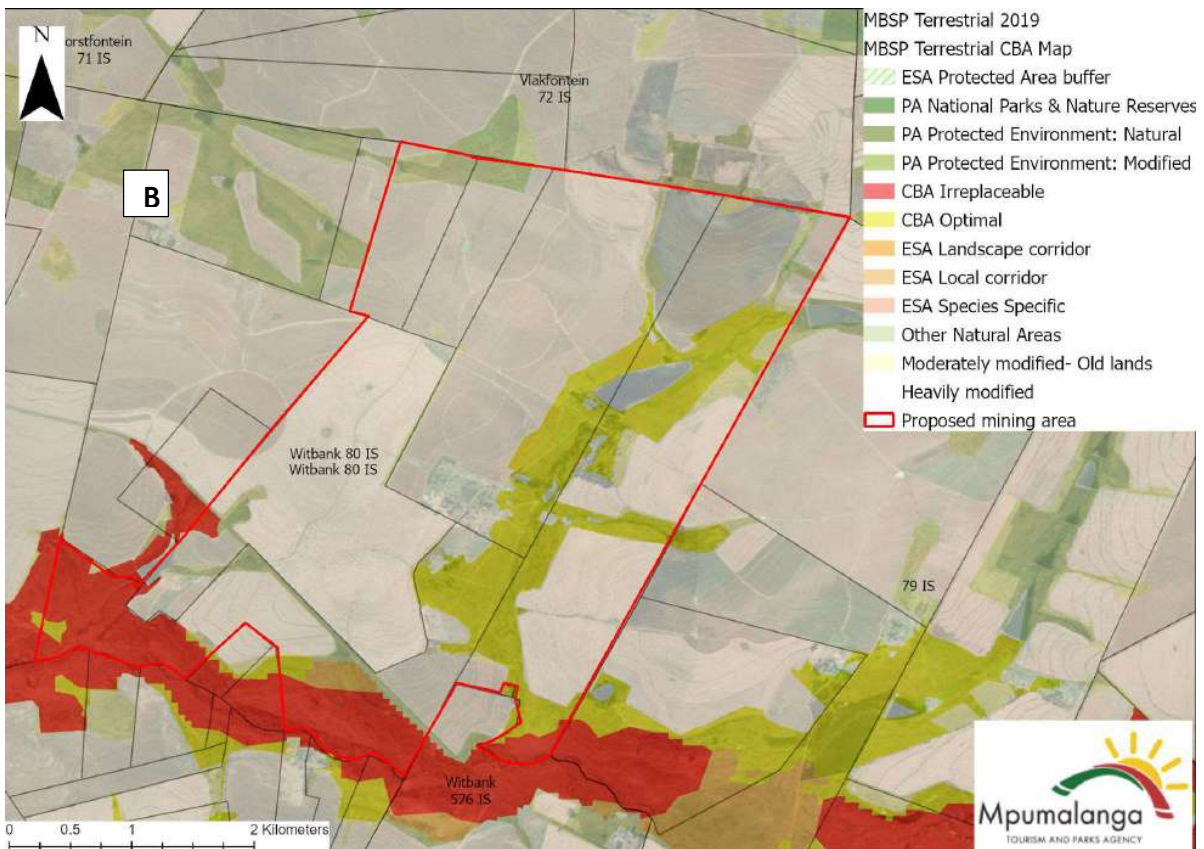 N
orstfontein
71 IS
Vlakfontein
72 IS
B
Witbank 80 IS
Witbank 80 IS
79 IS
Witbank
576 IS
0 0.5 1 2 Kilometers
MBSP Terrestrial 2019
MBSP Terrestrial CBA Map
ESA Protected Area buffer
PA National Parks & Nature Reserves
PA Protected Environment: Natural
PA Protected Environment: Modified
CBA Irreplaceable
CBA Optimal
ESA Landscape corridor
ESA Local corridor
ESA Species Specific
Other Natural Areas
Moderately modified- Old lands
Heavily modified
Proposed mining area
Mpumalanga
TOURISM AND PARKS AGENCY